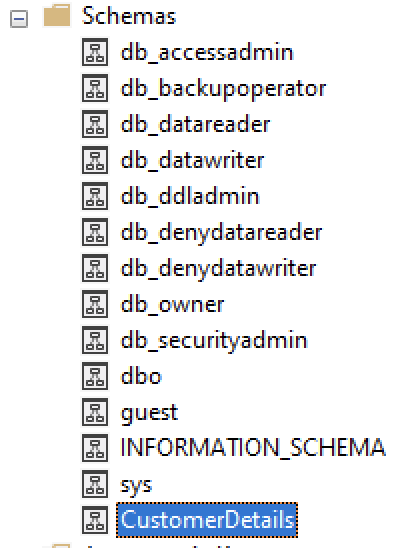 Schemas
db_accessadmin
db_backupoperator
db_datareader
db_datawriter
db_ddladmin
db_denydatareader
db_denydatawriter
db_owner
db_securityadmin
dbo
guest
INFORMATION_SCHEMA
sys
CustomerDetails